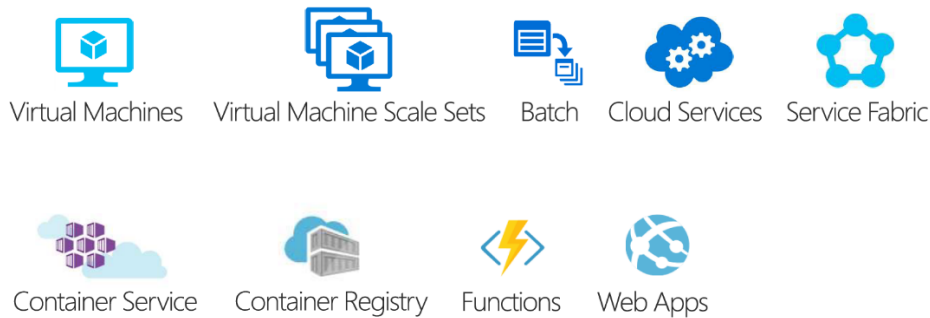 Virtual Machines
Virtual Machine Scale Sets
Batch
Cloud Services
Service Fabric
Container Service
Container Registry
Functions
Web Apps